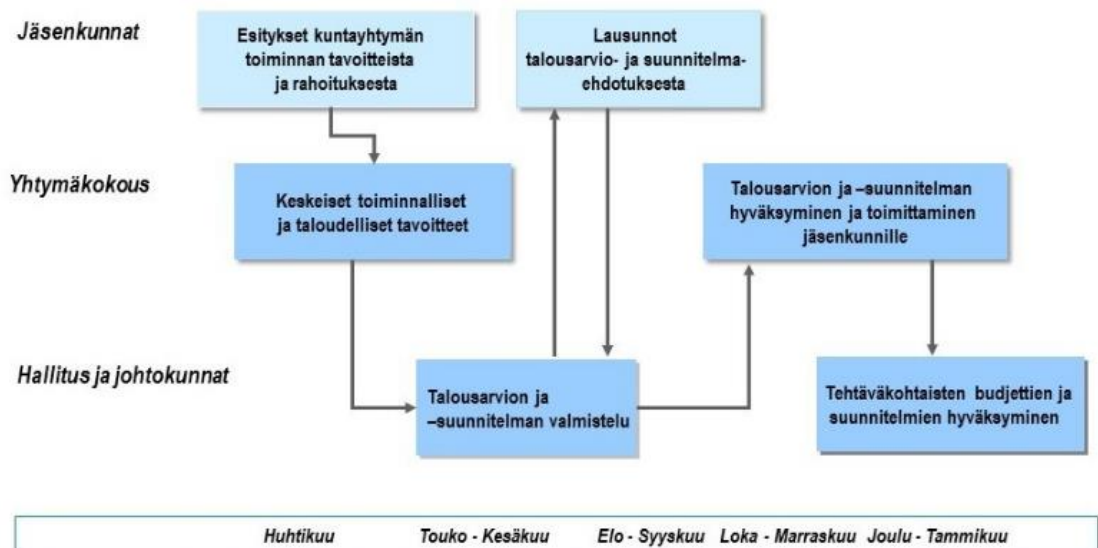 Jäsenkunnat
Esitykset kuntayhtymän
toiminnan tavoitteista
ja rahoituksesta
Lausunnot
talousarvio- ja suunnitelma-
ehdotuksesta
Yhtymäkokous
Keskeiset toiminnalliset
ja taloudelliset tavoitteet
Talousarvion ja –suunnitelman
hyväksyminen ja toimittaminen
jäsenkunnille
Hallitus ja johtokunnat
Talousarvion ja
–suunnitelman valmistelu
Tehtäväkohtaisten budjettien ja
suunnitelmien hyväksyminen
Huhtikuu Touko - Kesäkuu Elo - Syyskuu Loka - Marraskuu Joulu - Tammikuu